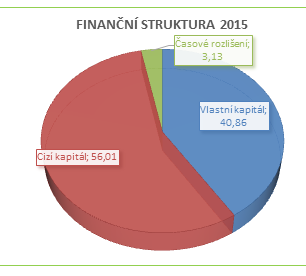 FINANČNÍ STRUKTURA 2015
Časové rozlišení;
3,13
Vlastní kapitál;
40,86
Cizí kapitál; 56,01